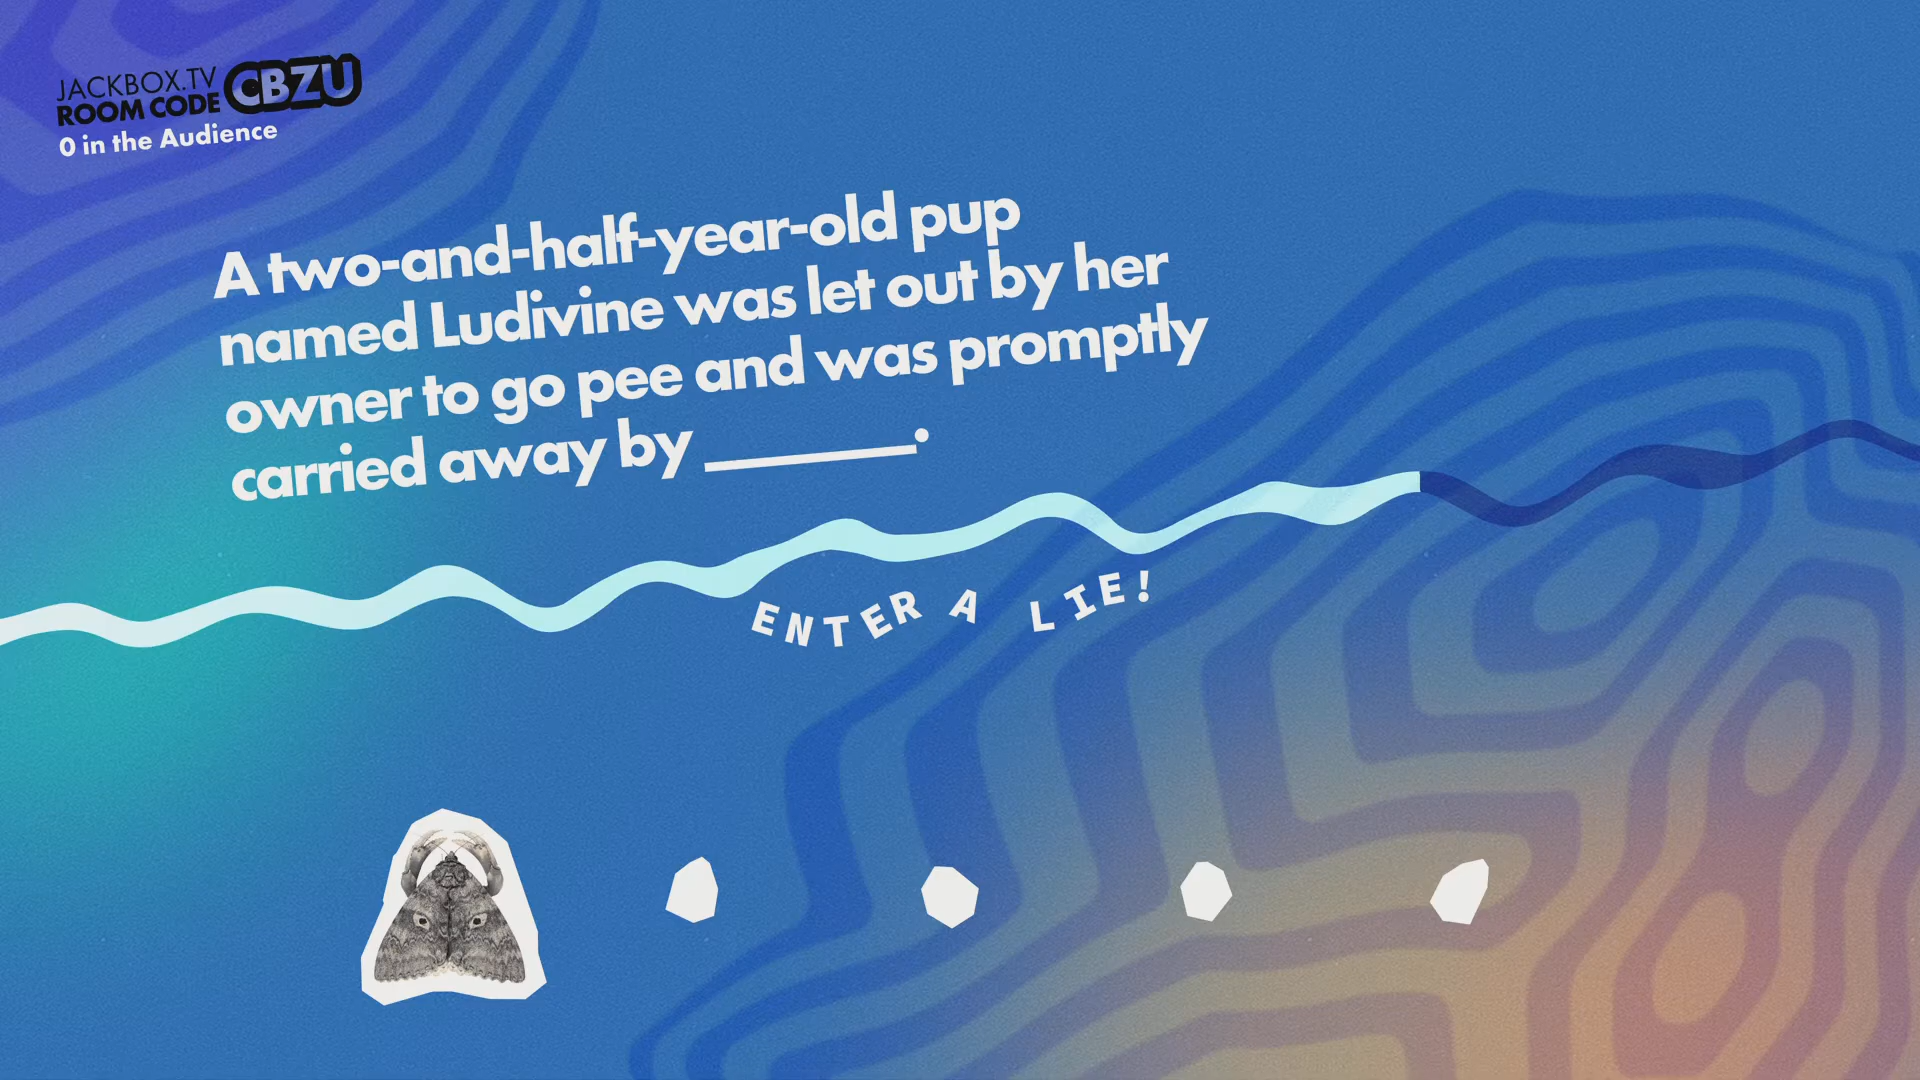 JACKBOX.TV
ROOM CODE CBZU
0 in the Audience
A two-and-half-year-old pup
named Ludivine was let out by her
owner to go pee and was promptly
carried away by ______.
ENTER A LIE!